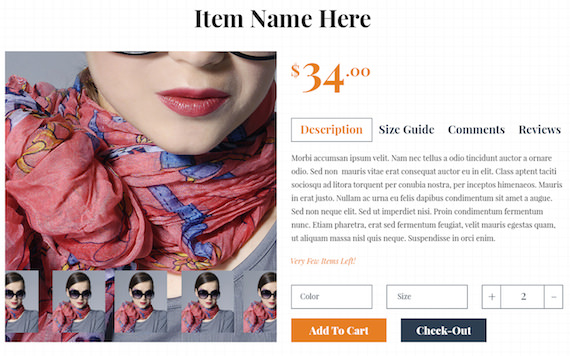 Item Name Here
$34.00
Description Size Guide Comments Reviews
Morbi accumsan ipsum velit. Nam nec tellus a odio tincidunt auctor a ornare
odio. Sed non mauris vitae erat consequat auctor eu in elit. Class aptent taciti
sociosqu ad litora torquent per conubia nostra, per inceptos himenaeos. Mauris
in erat justo. Nullam ac urna eu felis dapibus condimentum sit amet a augue.
Sed non neque elit. Sed ut imperdiet nisi. Proin condimentum fermentum
nunc. Etiam pharetra, erat sed fermentum feugiat, velit mauris egestas quam,
ut aliquam massa nisl quis neque. Suspendisse in orci enim.
Very Few Items Left!
Color Size + 2 -
Add To Cart Check-Out